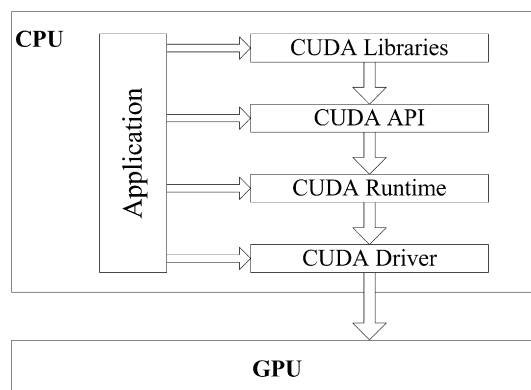 CPU
Application
CUDA Libraries
CUDA API
CUDA Runtime
CUDA Driver
GPU